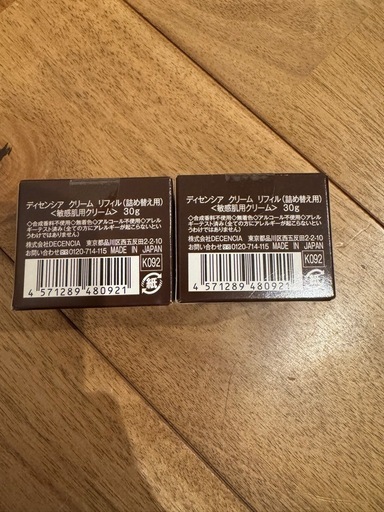 ディセンシア クリーム リフィル(詰め替え用)
<敏感肌用クリーム> 30g
◇合成香料不使用◇無着色◇アルコール不使用◇アレル
ギーテスト済み(全ての方にアレルギーが起こらないとい
うわけではありません)
株式会社DECENCIA 東京都品川区西五反田2-2-10
お問い合わせ 0120-714-115 MADE IN JAPAN
K092
4 571289 480921
紙
ディセンシア クリーム リフィル(詰め替え用)
<敏感肌用クリーム> 30g
◇合成香料不使用◇無着色◇アルコール不使用◇アレル
ギーテスト済み(全ての方にアレルギーが起こらないとい
うわけではありません)
株式会社DECENCIA 東京都品川区西五反田2-2-10
お問い合わせ 0120-714-115 MADE IN JAPAN
K092
4 571289 480921
紙